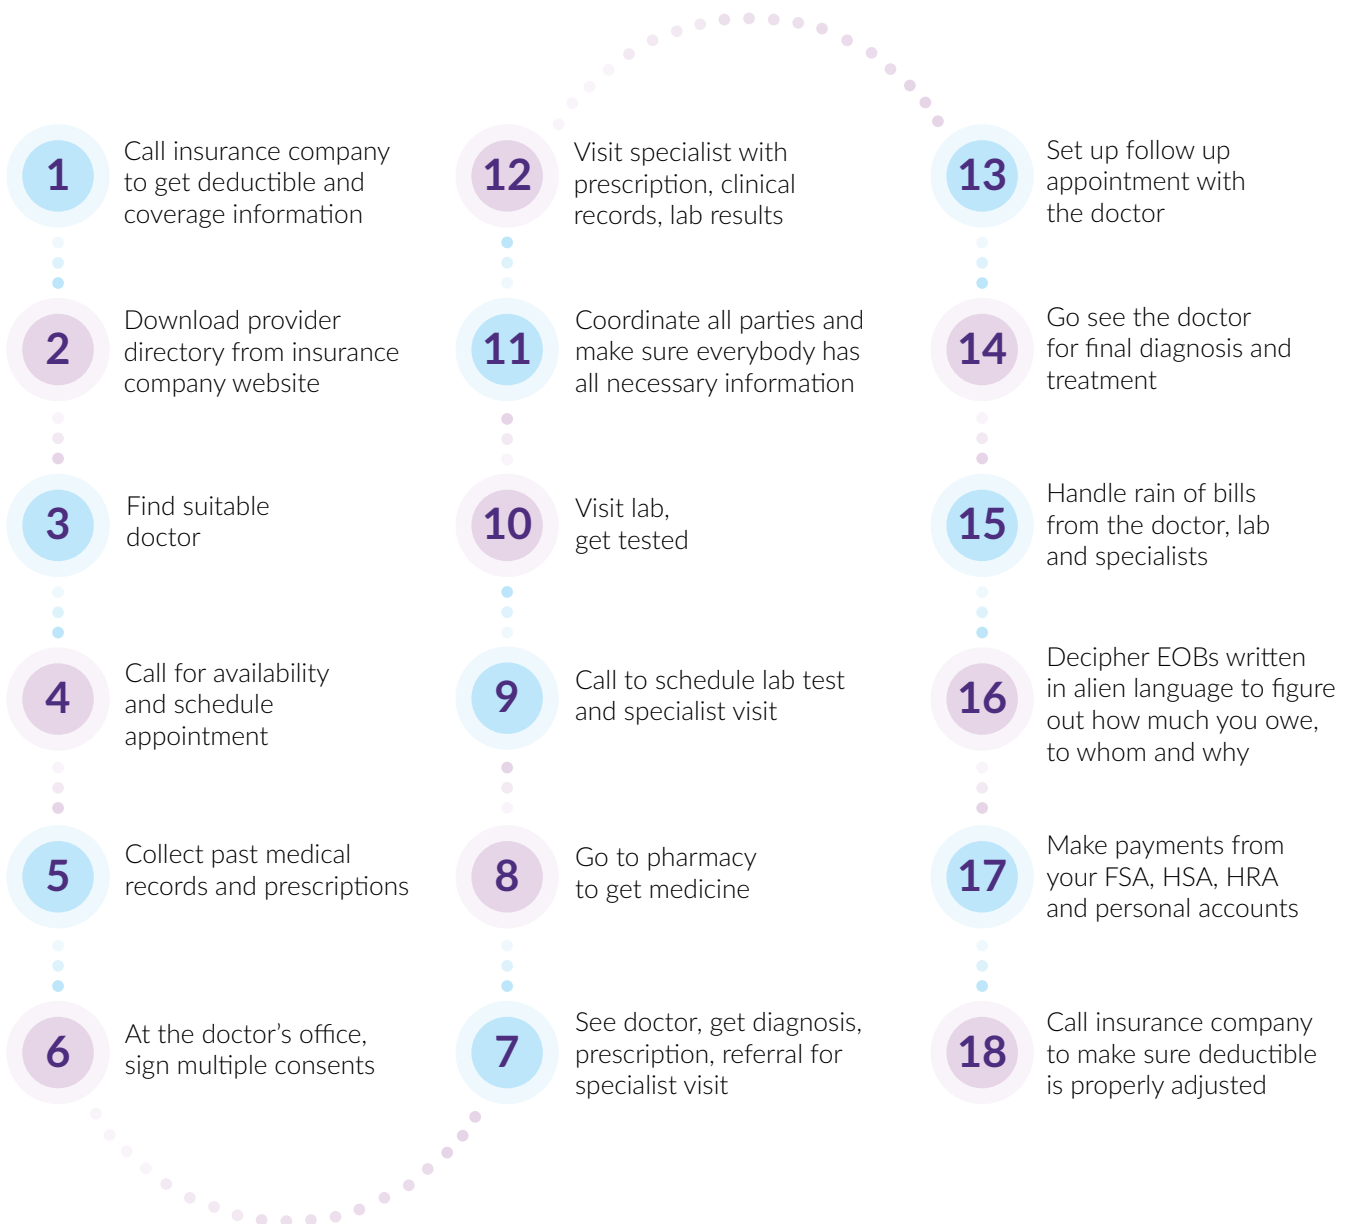 1
Call insurance company
to get deductible and
coverage information
2
Download provider
directory from insurance
company website
3
Find suitable
doctor
4
Call for availability
and schedule
appointment
5
Collect past medical
records and prescriptions
6
At the doctor’s office,
sign multiple consents
7
See doctor, get diagnosis,
prescription, referral for
specialist visit
8
Go to pharmacy
to get medicine
9
Call to schedule lab test
and specialist visit
10
Visit lab,
get tested
11
Coordinate all parties and
make sure everybody has
all necessary information
12
Visit specialist with
prescription, clinical
records, lab results
13
Set up follow up
appointment with
the doctor
14
Go see the doctor
for final diagnosis and
treatment
15
Handle rain of bills
from the doctor, lab
and specialists
16
Decipher EOBs written
in alien language to figure
out how much you owe,
to whom and why
17
Make payments from
your FSA, HSA, HRA
and personal accounts
18
Call insurance company
to make sure deductible
is properly adjusted